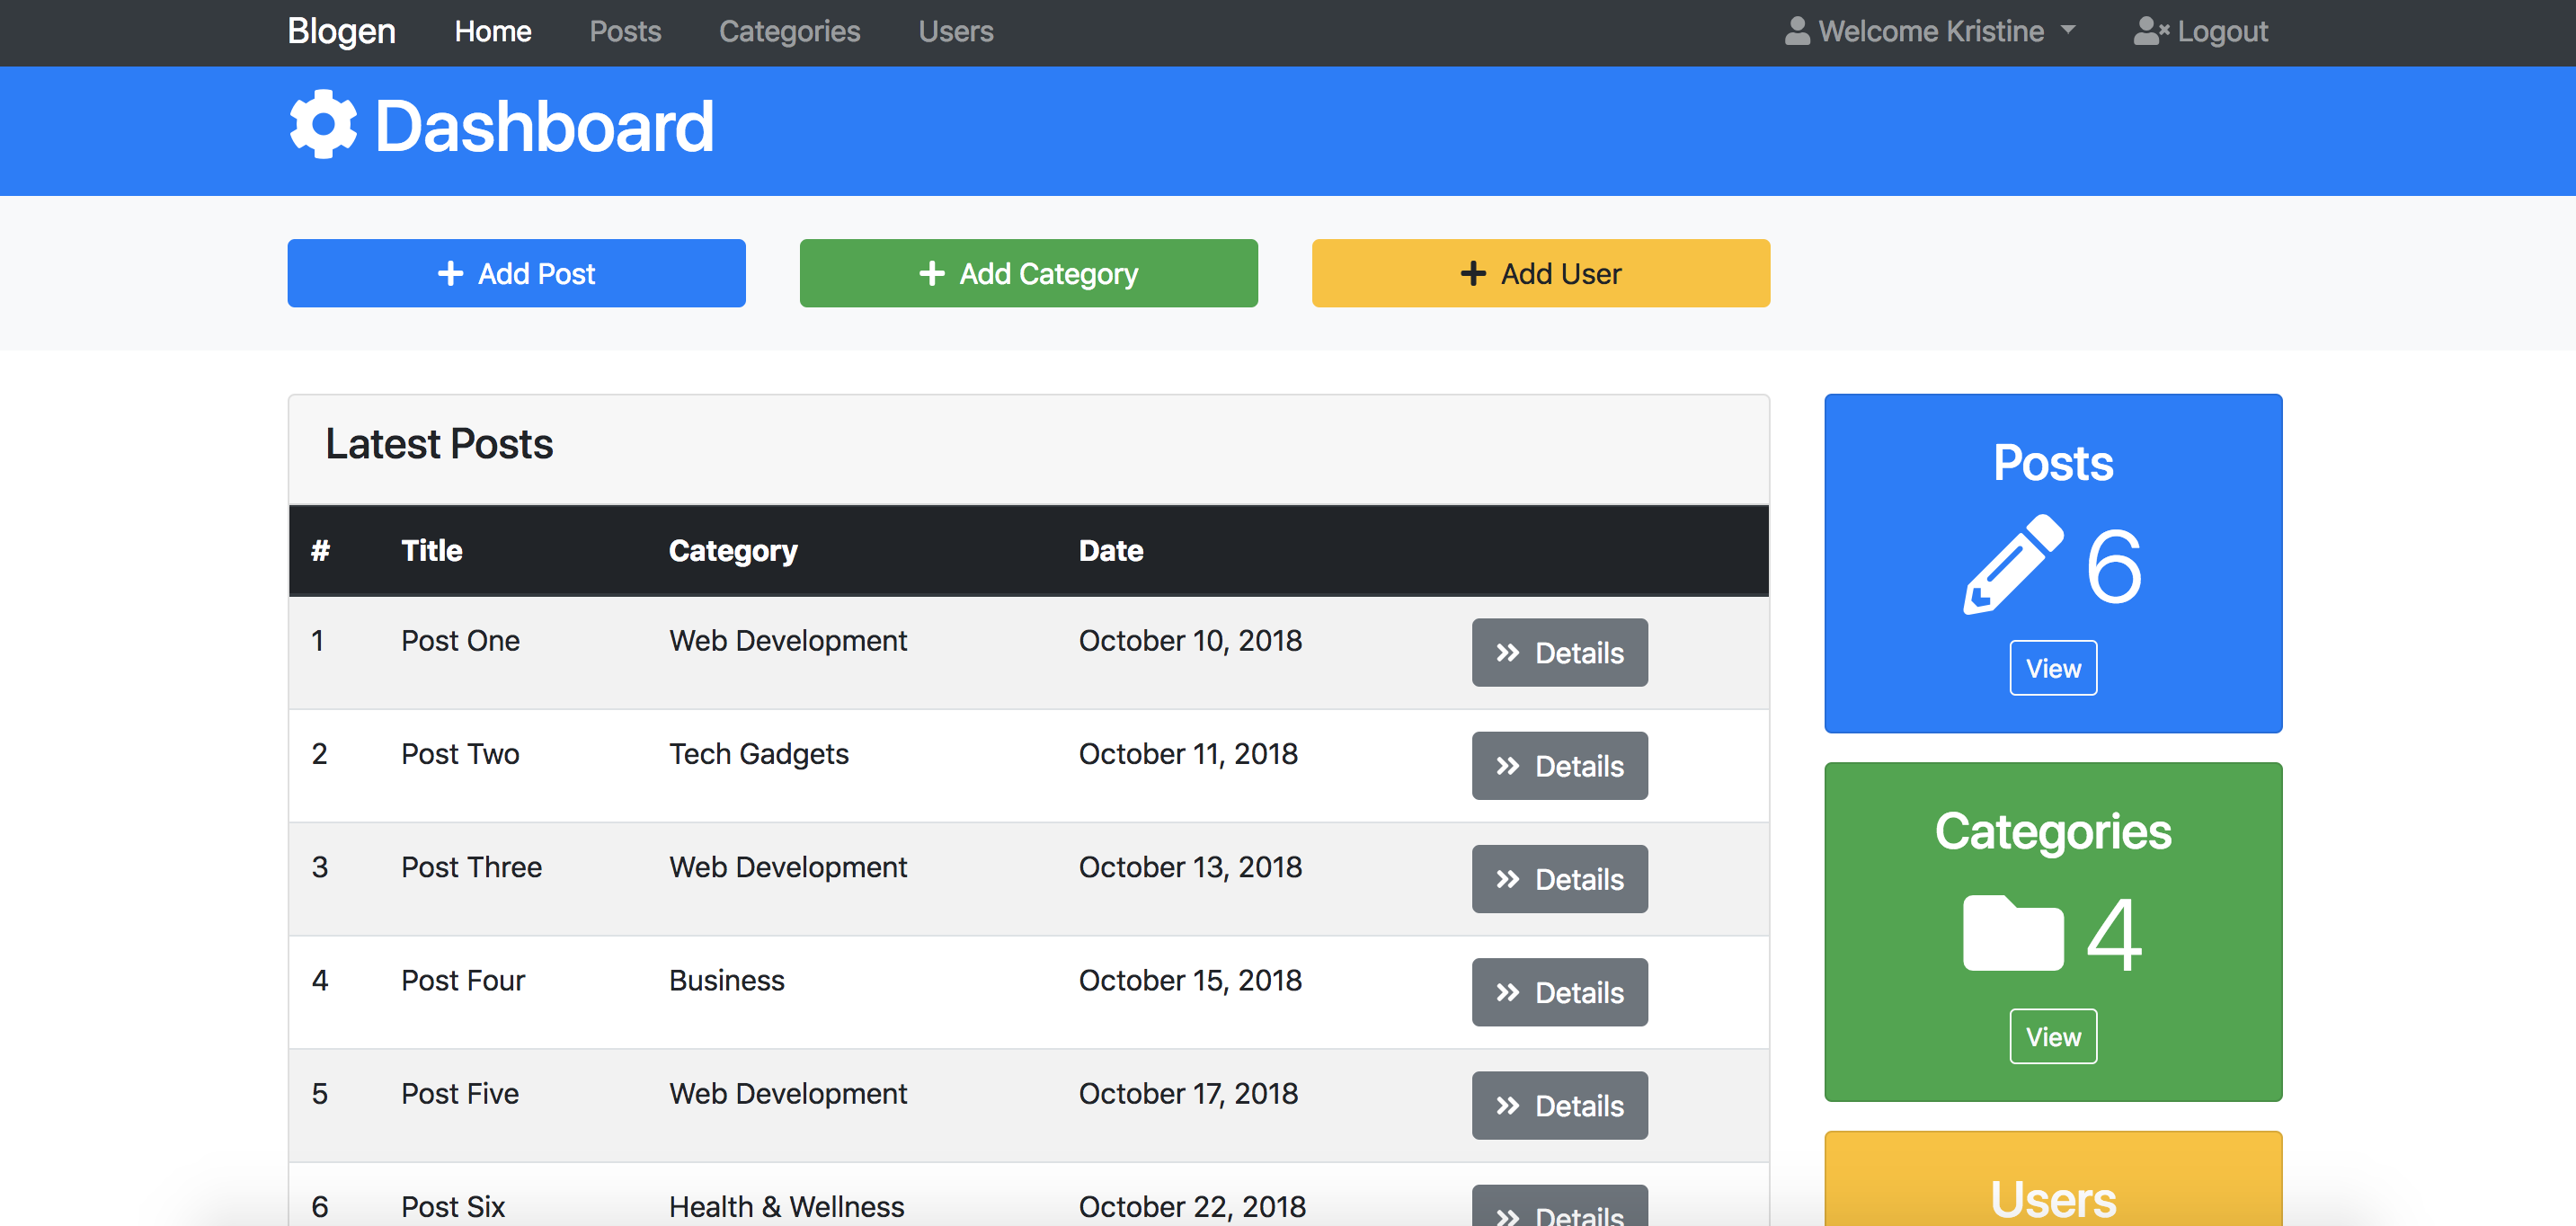 Blogen Home Posts Categories Users Welcome Kristine Logout
Dashboard
Add Post Add Category Add User
Latest Posts
# Title Category Date
1 Post One Web Development October 10, 2018 Details
2 Post Two Tech Gadgets October 11, 2018 Details
3 Post Three Web Development October 13, 2018 Details
4 Post Four Business October 15, 2018 Details
5 Post Five Web Development October 17, 2018 Details
6 Post Six Health & Wellness October 22, 2018 Details
Posts
6
View
Categories
4
View
Users